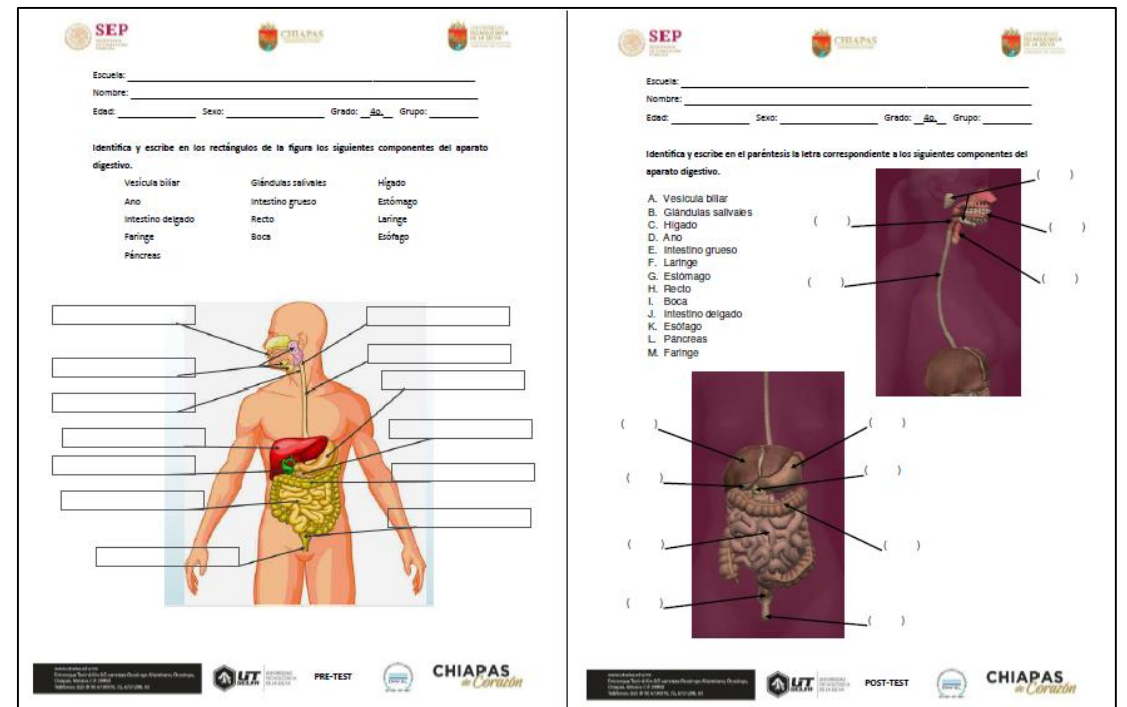 SEP
CHIAPAS
Escuela:
Nombre:
Edad: Sexo: Grado: 4o. Grupo:
Identifica y escribe en los rectángulos de la figura los siguientes componentes del aparato
digestivo.
Vesícula biliar Glándulas salivales Hígado
Ano Intestino grueso Estómago
Intestino delgado Recto Laringe
Faringe Boca Esófago
Páncreas
UT
SELVA
PRE-TEST
CHIAPAS
de Corazón
SEP
CHIAPAS
Escuela:
Nombre:
Edad: Sexo: Grado: 4o. Grupo:
Identifica y escribe en el paréntesis la letra correspondiente a los siguientes componentes del
aparato digestivo.
A. Vesícula biliar
B. Glándulas salivales
C. Hígado
D. Ano
E. Intestino grueso
F. Laringe
G. Estómago
H. Recto
I. Boca
J. Intestino delgado
K. Esófago
L. Páncreas
M. Faringe
( )
( )
( )
( )
( )
( ) ( )
( ) ( )
( ) ( )
( ) ( )
UT
SELVA
POST-TEST
CHIAPAS
de Corazón